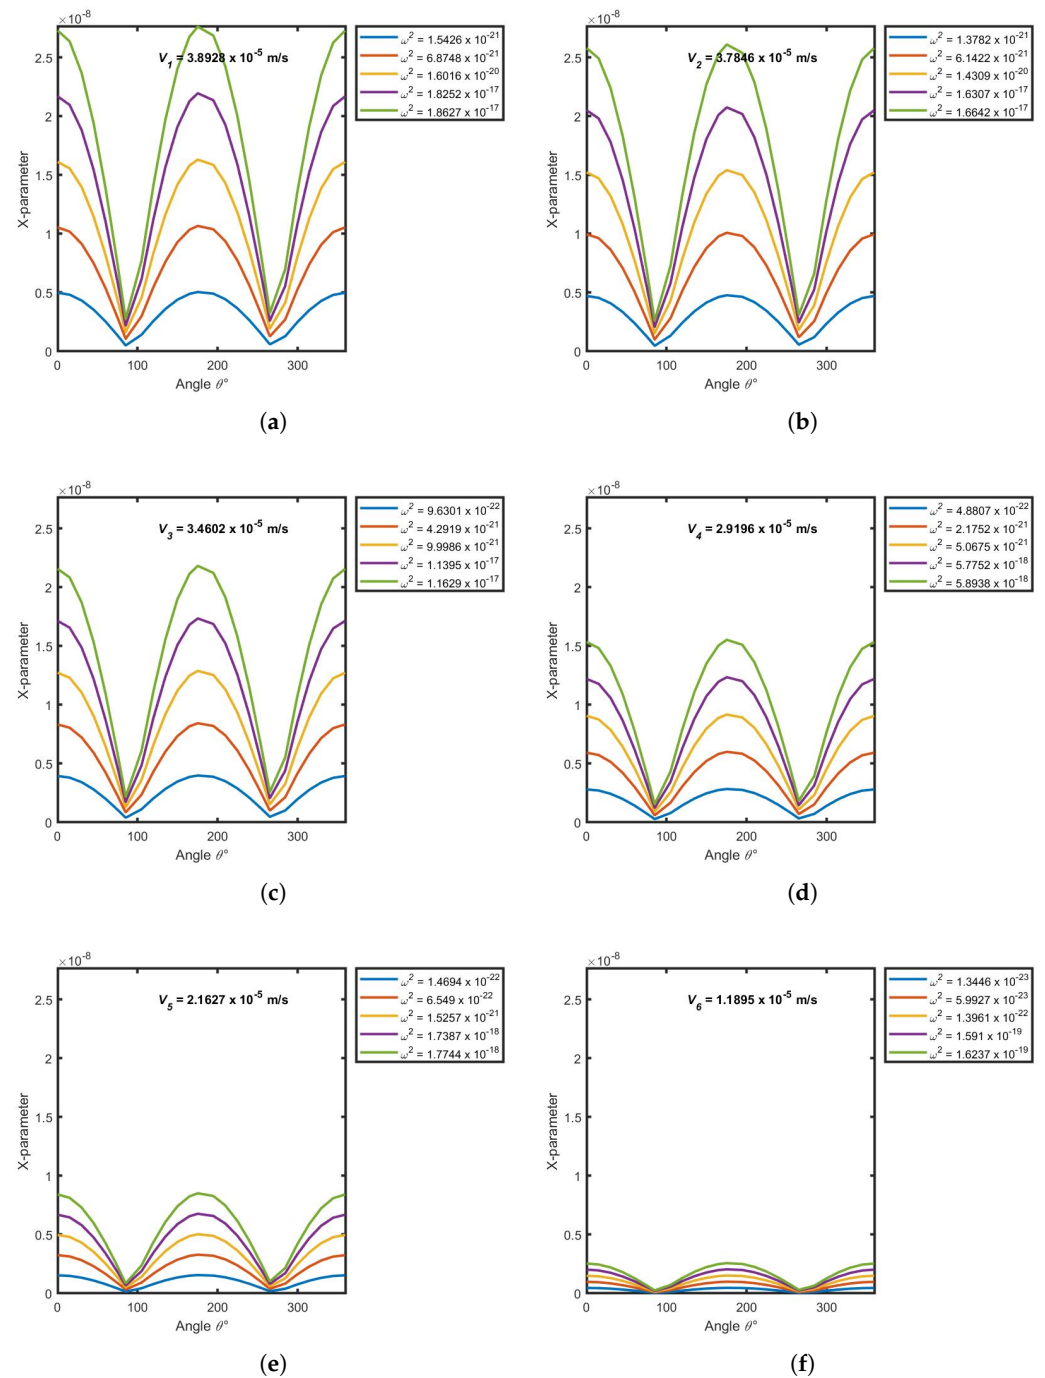 ×10⁻⁸
V₁ = 3.8928 x 10⁻⁵ m/s
2.5
2
1.5
1
0.5
0
X-parameter
0 100 200 300
Angle θ°
ω² = 1.5426 x 10⁻²¹
ω² = 6.8748 x 10⁻²¹
ω² = 1.6016 x 10⁻²⁰
ω² = 1.8252 x 10⁻¹⁷
ω² = 1.8627 x 10⁻¹⁷
(a)
×10⁻⁸
V₂ = 3.7846 x 10⁻⁵ m/s
2.5
2
1.5
1
0.5
0
X-parameter
0 100 200 300
Angle θ°
ω² = 1.3782 x 10⁻²¹
ω² = 6.1422 x 10⁻²¹
ω² = 1.4309 x 10⁻²⁰
ω² = 1.6307 x 10⁻¹⁷
ω² = 1.6642 x 10⁻¹⁷
(b)
×10⁻⁸
V₃ = 3.4602 x 10⁻⁵ m/s
2.5
2
1.5
1
0.5
0
X-parameter
0 100 200 300
Angle θ°
ω² = 9.6301 x 10⁻²²
ω² = 4.2919 x 10⁻²¹
ω² = 9.9986 x 10⁻²¹
ω² = 1.1395 x 10⁻¹⁷
ω² = 1.1629 x 10⁻¹⁷
(c)
×10⁻⁸
V₄ = 2.9196 x 10⁻⁵ m/s
2.5
2
1.5
1
0.5
0
X-parameter
0 100 200 300
Angle θ°
ω² = 4.8807 x 10⁻²²
ω² = 2.1752 x 10⁻²¹
ω² = 5.0675 x 10⁻²¹
ω² = 5.7752 x 10⁻¹⁸
ω² = 5.8938 x 10⁻¹⁸
(d)
×10⁻⁸
V₅ = 2.1627 x 10⁻⁵ m/s
2.5
2
1.5
1
0.5
0
X-parameter
0 100 200 300
Angle θ°
ω² = 1.4694 x 10⁻²²
ω² = 6.549 x 10⁻²²
ω² = 1.5257 x 10⁻²¹
ω² = 1.7387 x 10⁻¹⁸
ω² = 1.7744 x 10⁻¹⁸
(e)
×10⁻⁸
V₆ = 1.1895 x 10⁻⁵ m/s
2.5
2
1.5
1
0.5
0
X-parameter
0 100 200 300
Angle θ°
ω² = 1.3446 x 10⁻²³
ω² = 5.9927 x 10⁻²³
ω² = 1.3961 x 10⁻²²
ω² = 1.591 x 10⁻¹⁹
ω² = 1.6237 x 10⁻¹⁹
(f)